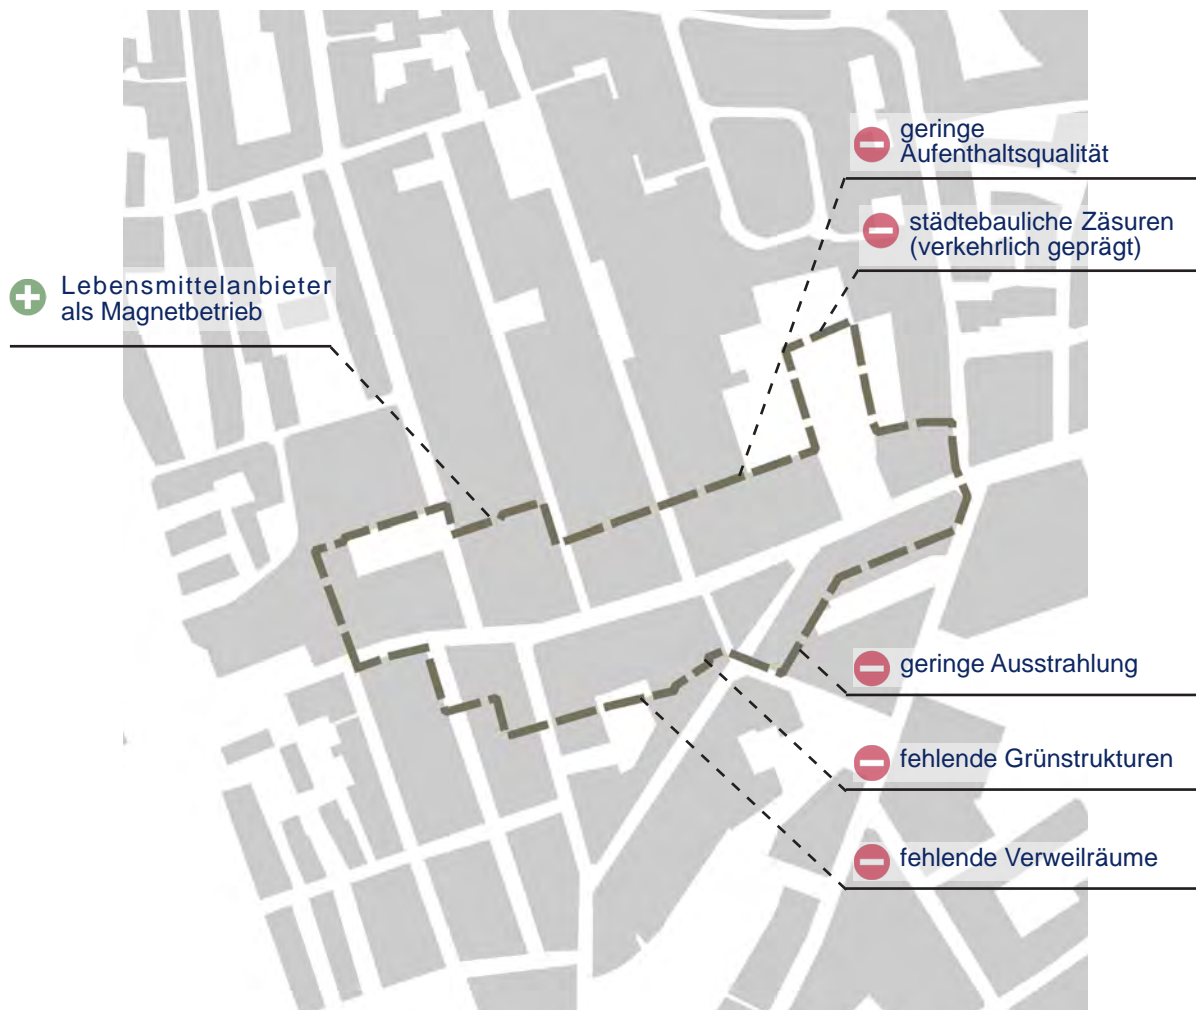 geringe
Aufenthaltsqualität
städtebauliche Zäsuren
(verkehrlich geprägt)
Lebensmittelanbieter
als Magnetbetrieb
geringe Ausstrahlung
fehlende Grünstrukturen
fehlende Verweilräume